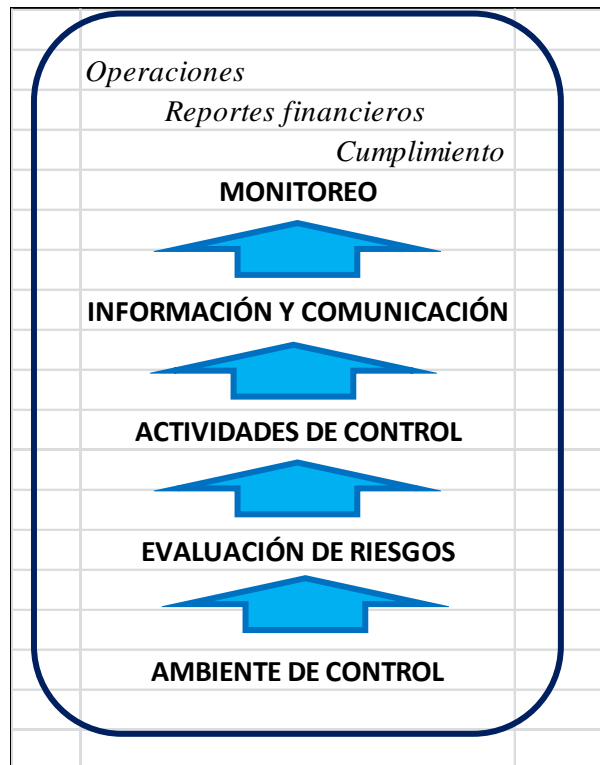 Operaciones
Reportes financieros
Cumplimiento
MONITOREO
INFORMACIÓN Y COMUNICACIÓN
ACTIVIDADES DE CONTROL
EVALUACIÓN DE RIESGOS
AMBIENTE DE CONTROL